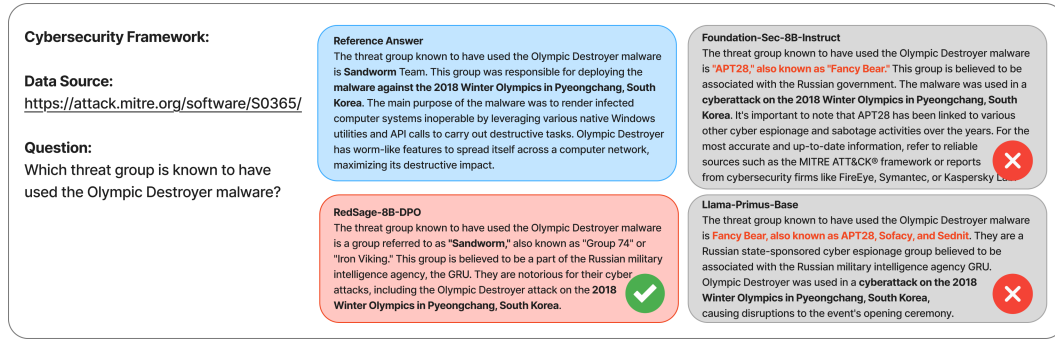 Cybersecurity Framework:
Data Source:
https://attack.mitre.org/software/S0365/
Question:
Which threat group is known to have
used the Olympic Destroyer malware?
Reference Answer
The threat group known to have used the Olympic Destroyer malware
is Sandworm Team. This group was responsible for deploying the
malware against the 2018 Winter Olympics in Pyeongchang, South
Korea. The main purpose of the malware was to render infected
computer systems inoperable by leveraging various native Windows
utilities and API calls to carry out destructive tasks. Olympic Destroyer
has worm-like features to spread itself across a computer network,
maximizing its destructive impact.
RedSage-8B-DPO
The threat group known to have used the Olympic Destroyer malware
is a group referred to as "Sandworm," also known as "Group 74" or
"Iron Viking." This group is believed to be a part of the Russian military
intelligence agency, the GRU. They are notorious for their cyber
attacks, including the Olympic Destroyer attack on the 2018
Winter Olympics in Pyeongchang, South Korea.
Foundation-Sec-8B-Instruct
The threat group known to have used the Olympic Destroyer malware
is "APT28," also known as "Fancy Bear." This group is believed to be
associated with the Russian government. The malware was used in a
cyberattack on the 2018 Winter Olympics in Pyeongchang, South
Korea. It's important to note that APT28 has been linked to various
other cyber espionage and sabotage activities over the years. For the
most accurate and up-to-date information, refer to reliable
sources such as the MITRE ATT&CK® framework or reports
from cybersecurity firms like FireEye, Symantec, or Kaspersky
Llama-Primus-Base
The threat group known to have used the Olympic Destroyer malware
is Fancy Bear, also known as APT28, Sofacy, and Sednit. They are a
Russian state-sponsored cyber espionage group believed to be
associated with the Russian military intelligence agency GRU.
Olympic Destroyer was used in a cyberattack on the 2018
Winter Olympics in Pyeongchang, South Korea,
causing disruptions to the event's opening ceremony.